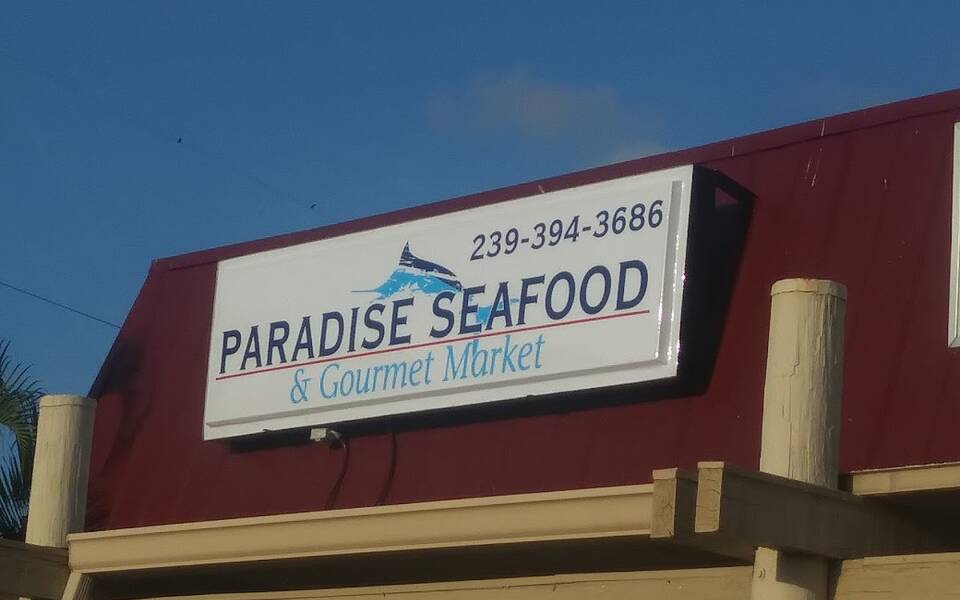 239-394-3686
PARADISE SEAFOOD
& Gourmet Market